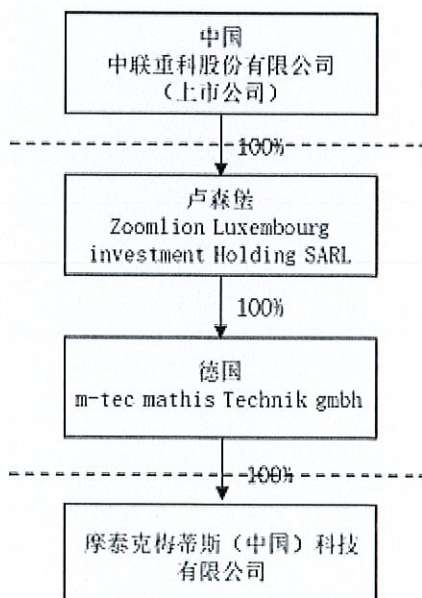 中国
中联重科股份有限公司
（上市公司）
100%
卢森堡
Zoomlion Luxembourg
investment Holding SARL
100%
德国
m-tec mathis Technik gmbh
100%
摩泰克梅蒂斯（中国）科技
有限公司